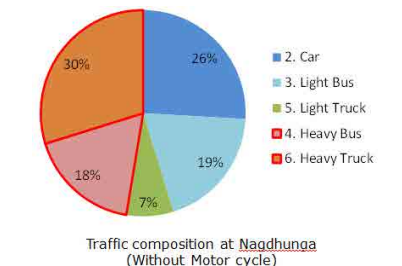 30%
26%
19%
7%
18%
2. Car
3. Light Bus
5. Light Truck
4. Heavy Bus
6. Heavy Truck
Traffic composition at Nagdhunga
(Without Motor cycle)